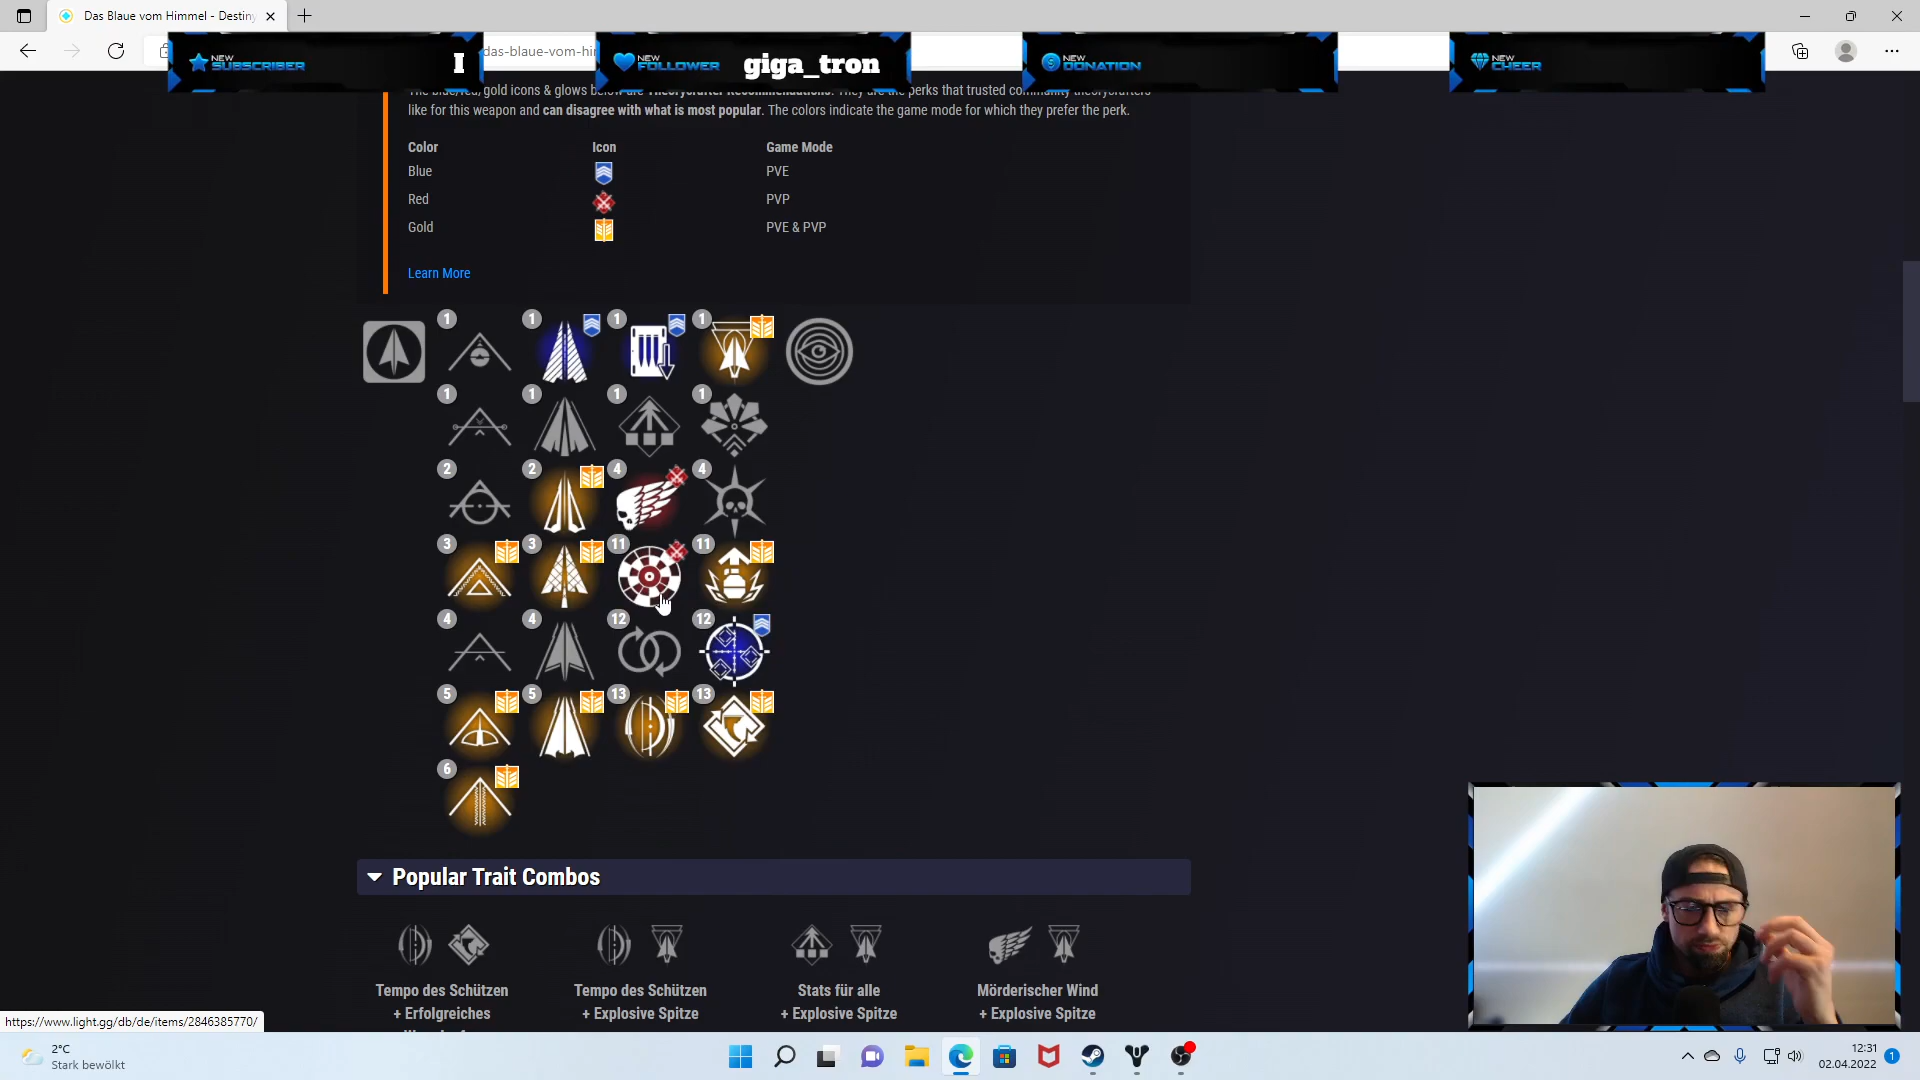 Das Blaue vom Himmel - Destiny
das-blaue-vom-hi
NEW
SUBSCRIBER
I
NEW
FOLLOWER
giga_tron
NEW
DONATION
NEW
CHEER
The blue/red/gold icons & glows below are Theorycrafter Recommendations. They are the perks that trusted community theorycrafters
like for this weapon and can disagree with what is most popular. The colors indicate the game mode for which they prefer the perk.
Color Icon Game Mode
Blue PVE
Red PVP
Gold PVE & PVP
Learn More
1 1 1 1
1 1 1 1
2 2 4 4
3 3 11 11
4 4 12 12
5 5 13 13
6
Popular Trait Combos
Tempo des Schützen
+ Erfolgreiches
Tempo des Schützen
+ Explosive Spitze
Stats für alle
+ Explosive Spitze
Mörderischer Wind
+ Explosive Spitze
https://www.light.gg/db/de/items/2846385770/
2°C
Stark bewölkt
12:31
02.04.2022
1